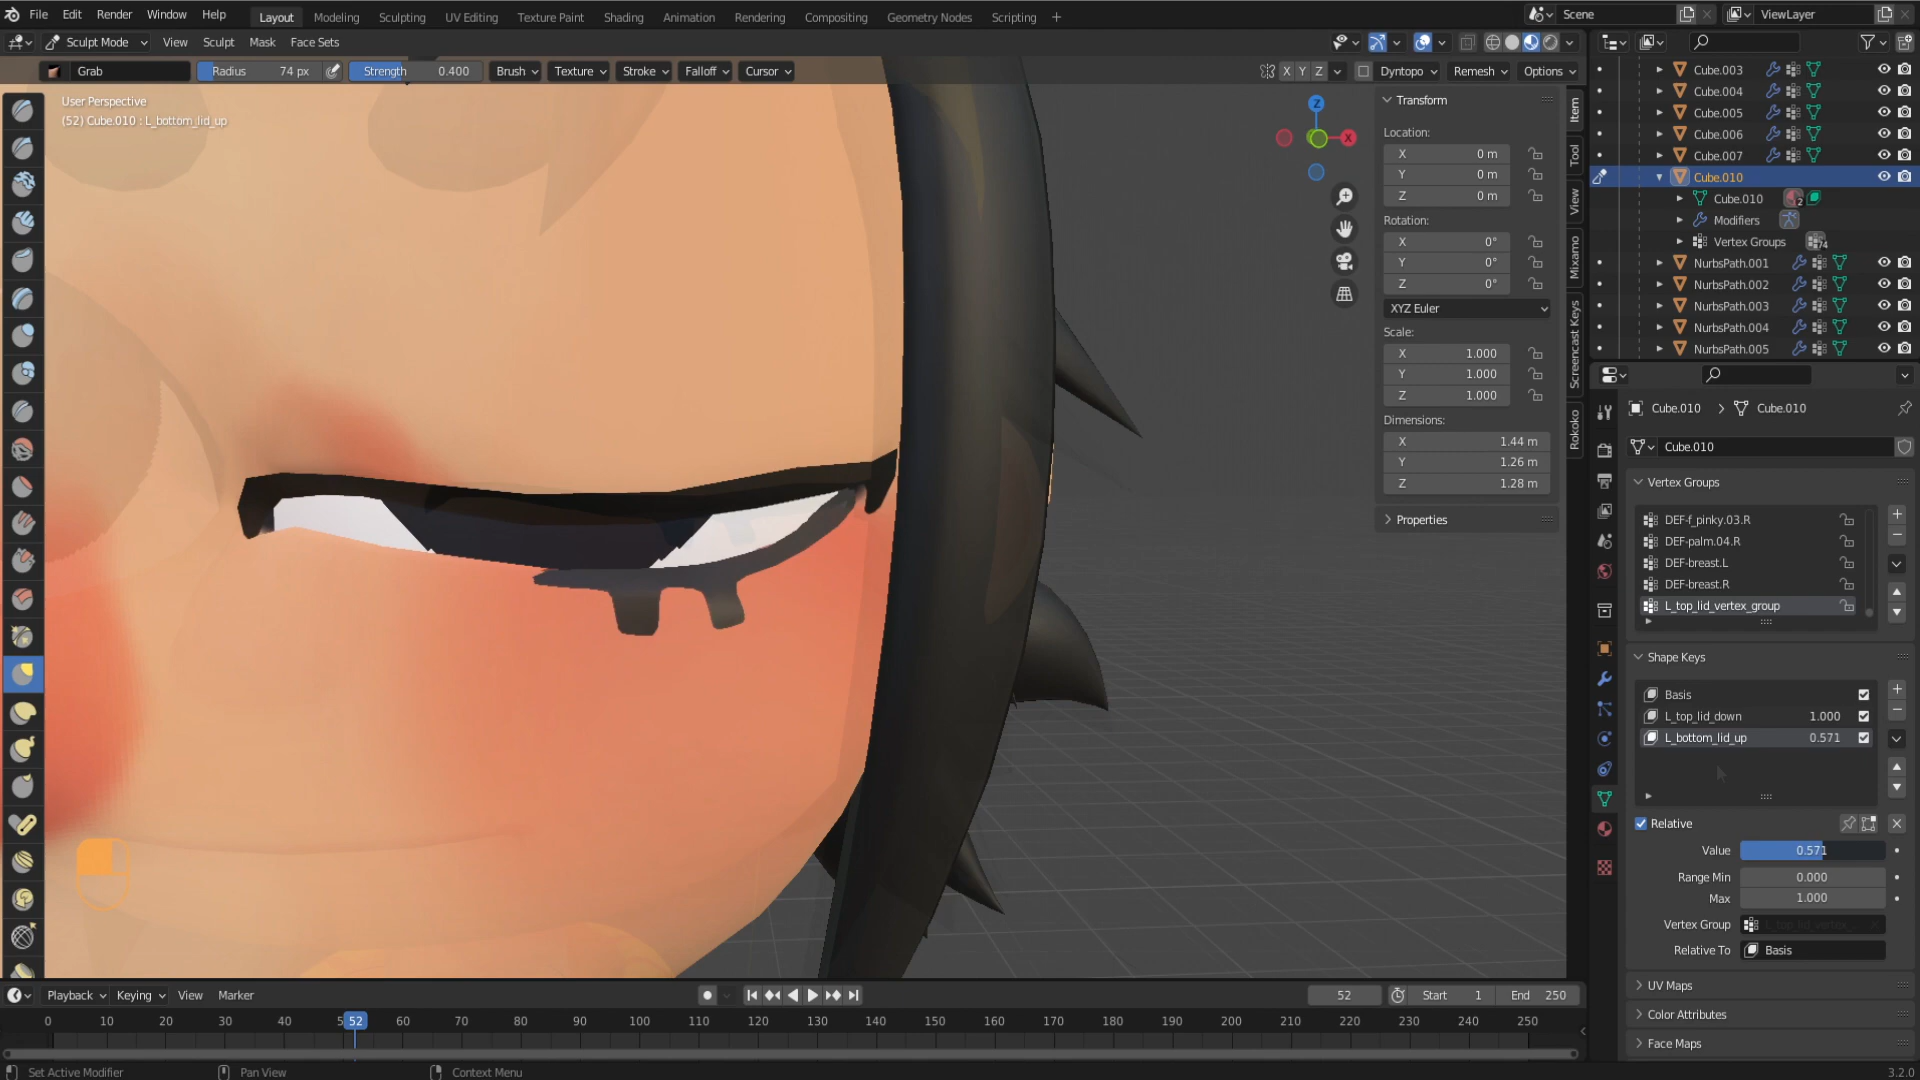 File Edit Render Window Help Layout Modeling Sculpting UV Editing Texture Paint Shading Animation Rendering Compositing Geometry Nodes Scripting + Scene ViewLayer
Sculpt Mode View Sculpt Mask Face Sets
Grab Radius 74 px Strength 0.400 Brush Texture Stroke Falloff Cursor X Y Z Dyntopo Remesh Options
User Perspective
(52) Cube.010 : L_bottom_lid_up
Z
X
Transform
Location:
X 0 m
Y 0 m
Z 0 m
Rotation:
X 0°
Y 0°
Z 0°
XYZ Euler
Scale:
X 1.000
Y 1.000
Z 1.000
Dimensions:
X 1.44 m
Y 1.26 m
Z 1.28 m
Properties
Item
Tool
View
Mixamo
Screencast Keys
Rokoko
Cube.003
Cube.004
Cube.005
Cube.006
Cube.007
Cube.010
Cube.010 2
Modifiers
Vertex Groups 74
NurbsPath.001
NurbsPath.002
NurbsPath.003
NurbsPath.004
NurbsPath.005
Cube.010 Cube.010
Cube.010
Vertex Groups
DEF-f_pinky.03.R
DEF-palm.04.R
DEF-breast.L
DEF-breast.R
L_top_lid_vertex_group
Shape Keys
Basis
L_top_lid_down 1.000
L_bottom_lid_up 0.571
Relative
Value 0.571
Range Min 0.000
Max 1.000
Vertex Group
Relative To Basis
UV Maps
Color Attributes
Face Maps
Playback Keying View Marker 52 Start 1 End 250
0 10 20 30 40 5 52 60 70 80 90 100 110 120 130 140 150 160 170 180 190 200 210 220 230 240 250
Set Active Modifier Pan View Context Menu 3.2.0